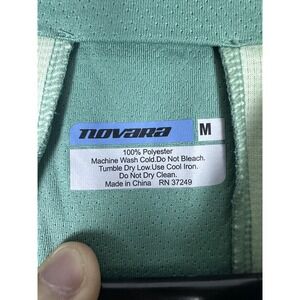 novara M
100% Polyester
Machine Wash Cold.Do Not Bleach.
Tumble Dry Low.Use Cool Iron.
Do Not Dry Clean.
Made in China RN 37249